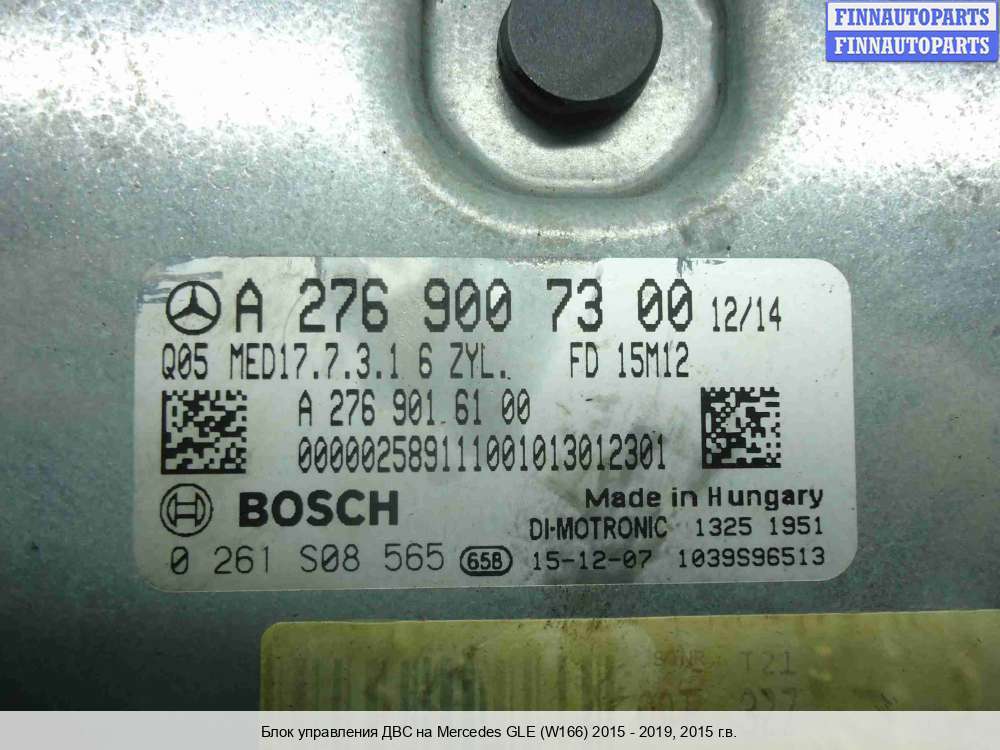 FINNAUTOPARTS
FINNAUTOPARTS
A 276 900 73 00 12/14
Q05 MED17.7.3.1 6 ZYL. FD 15M12
A 276 901 61 00
000002589111001013012301
BOSCH
Made in Hungary
DI-MOTRONIC 1325 1951
0 261 S08 565 65B 15-12-07 1039S96513
T21
Блок управления ДВС на Mercedes GLE (W166) 2015 - 2019, 2015 г.в.